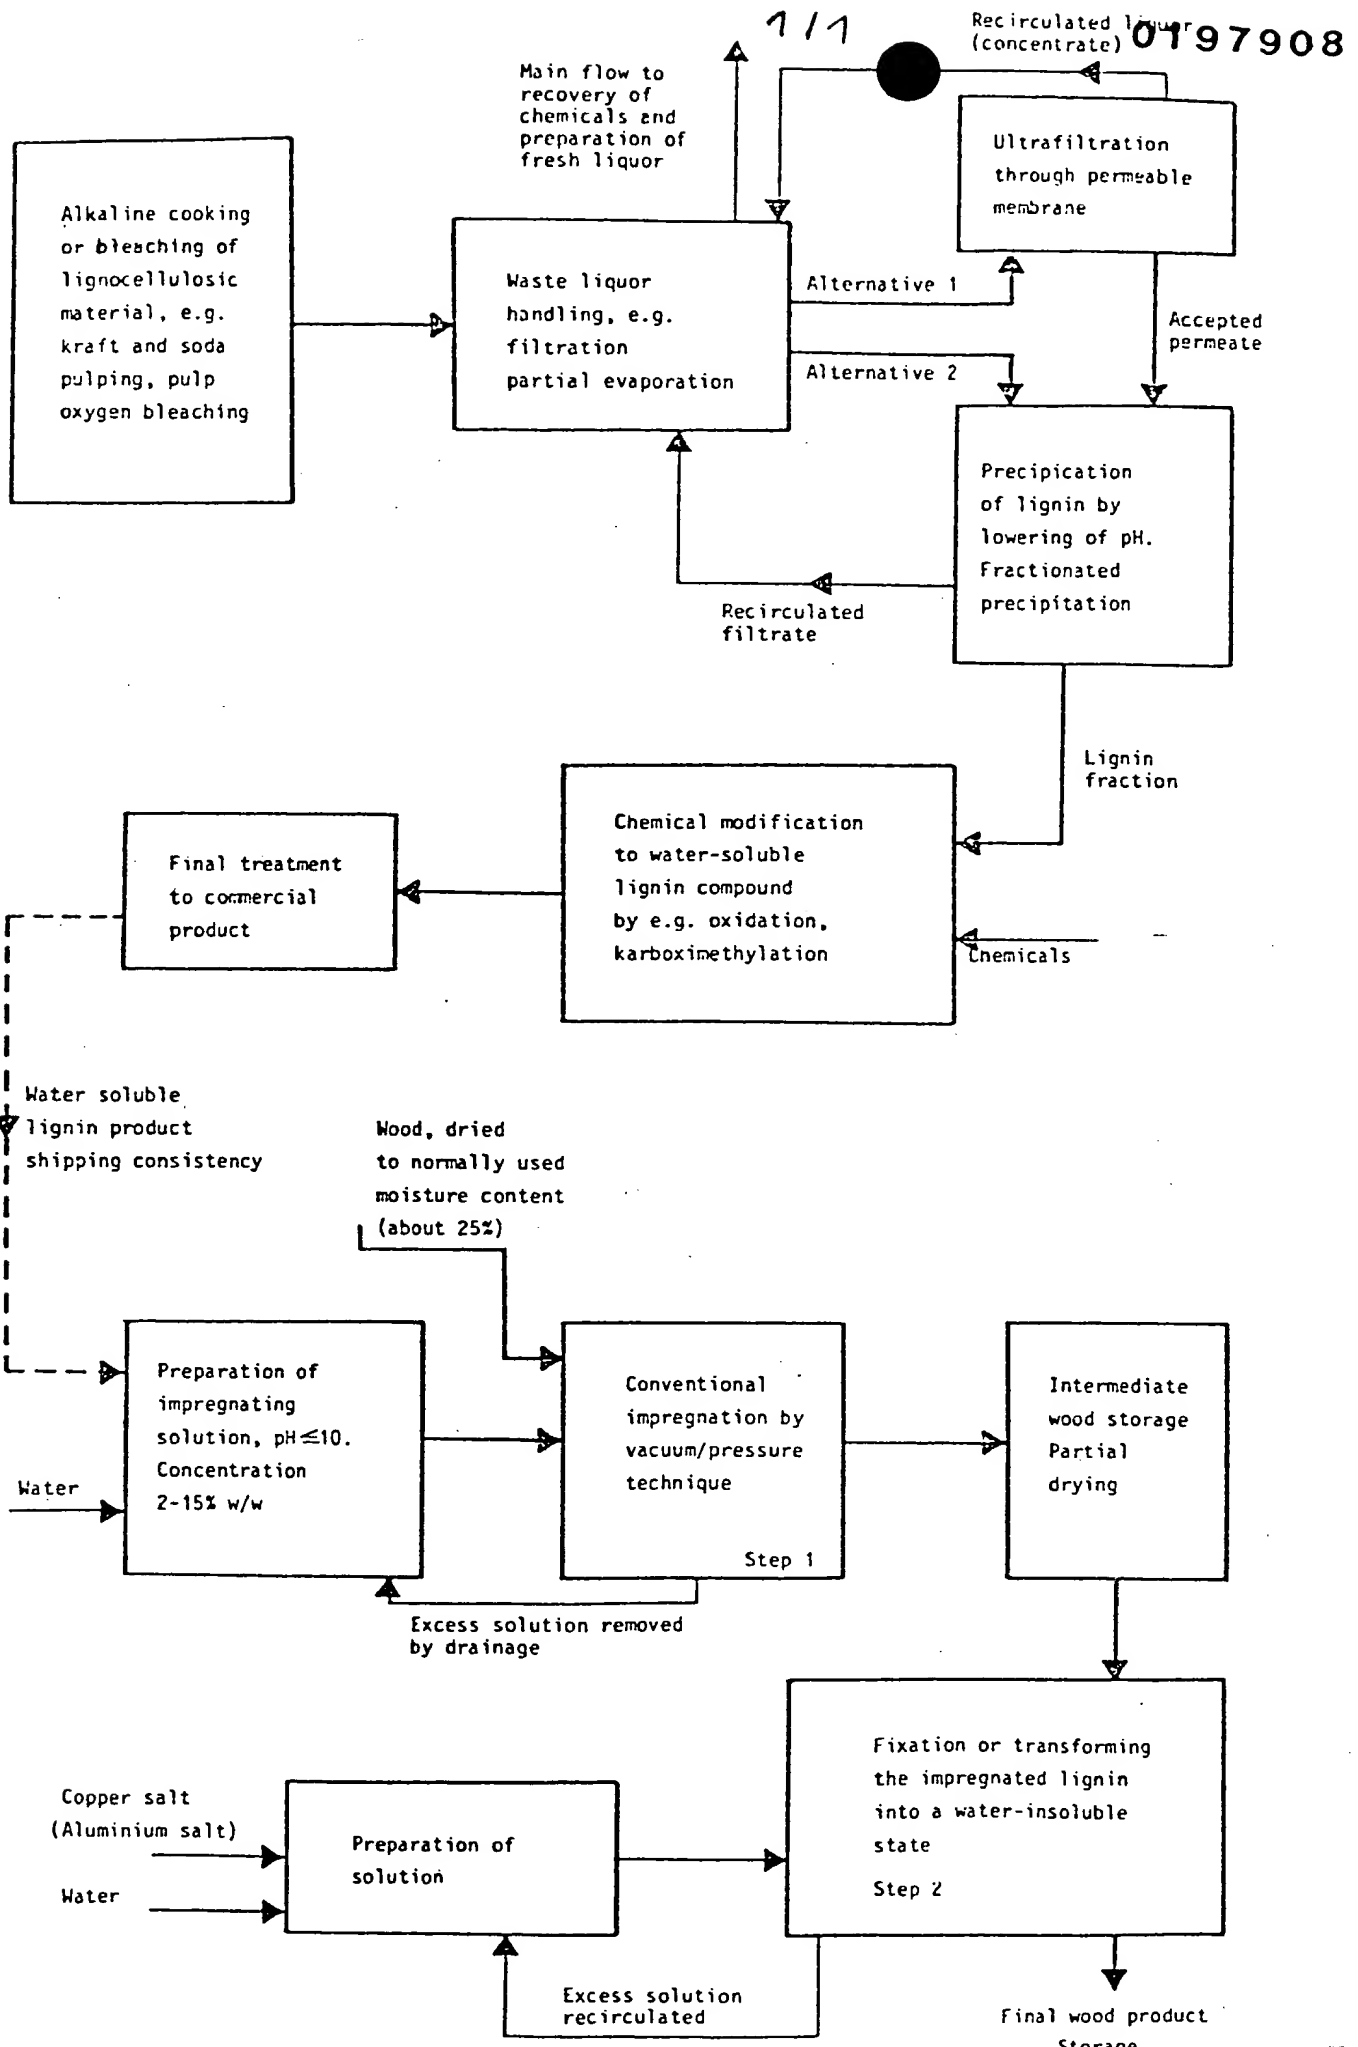 1/1
0197908
Recirculated liquor
(concentrate)
Main flow to
recovery of
chemicals and
preparation of
fresh liquor
Ultrafiltration
through permeable
membrane
Alkaline cooking
or bleaching of
lignocellulosic
material, e.g.
kraft and soda
pulping, pulp
oxygen bleaching
Waste liquor
handling, e.g.
filtration
partial evaporation
Alternative 1
Alternative 2
Accepted
permeate
Precipication
of lignin by
lowering of pH.
Fractionated
precipitation
Recirculated
filtrate
Lignin
fraction
Chemical modification
to water-soluble
lignin compound
by e.g. oxidation,
karboximethylation
Chemicals
Final treatment
to commercial
product
Water soluble
lignin product
shipping consistency
Wood, dried
to normally used
moisture content
(about 25%)
Preparation of
impregnating
solution, pH≤10.
Concentration
2-15% w/w
Water
Conventional
impregnation by
vacuum/pressure
technique
Step 1
Intermediate
wood storage
Partial
drying
Excess solution removed
by drainage
Fixation or transforming
the impregnated lignin
into a water-insoluble
state
Step 2
Copper salt
(Aluminium salt)
Water
Preparation of
solution
Excess solution
recirculated
Final wood product
Storage